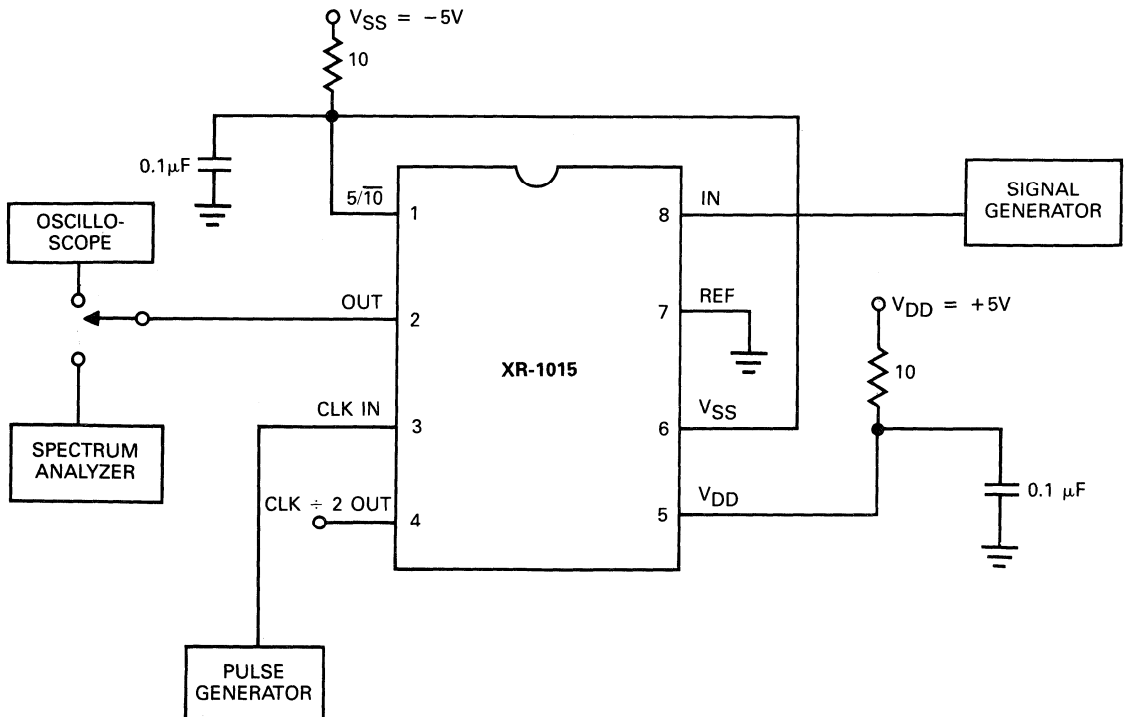 V_SS = −5V
10
0.1μF
5/1̅0̅
1
8
IN
SIGNAL
GENERATOR
OSCILLO-
SCOPE
OUT
2
7
REF
V_DD = +5V
10
XR-1015
CLK IN
3
6
V_SS
SPECTRUM
ANALYZER
CLK ÷ 2 OUT
4
5
V_DD
0.1 μF
PULSE
GENERATOR